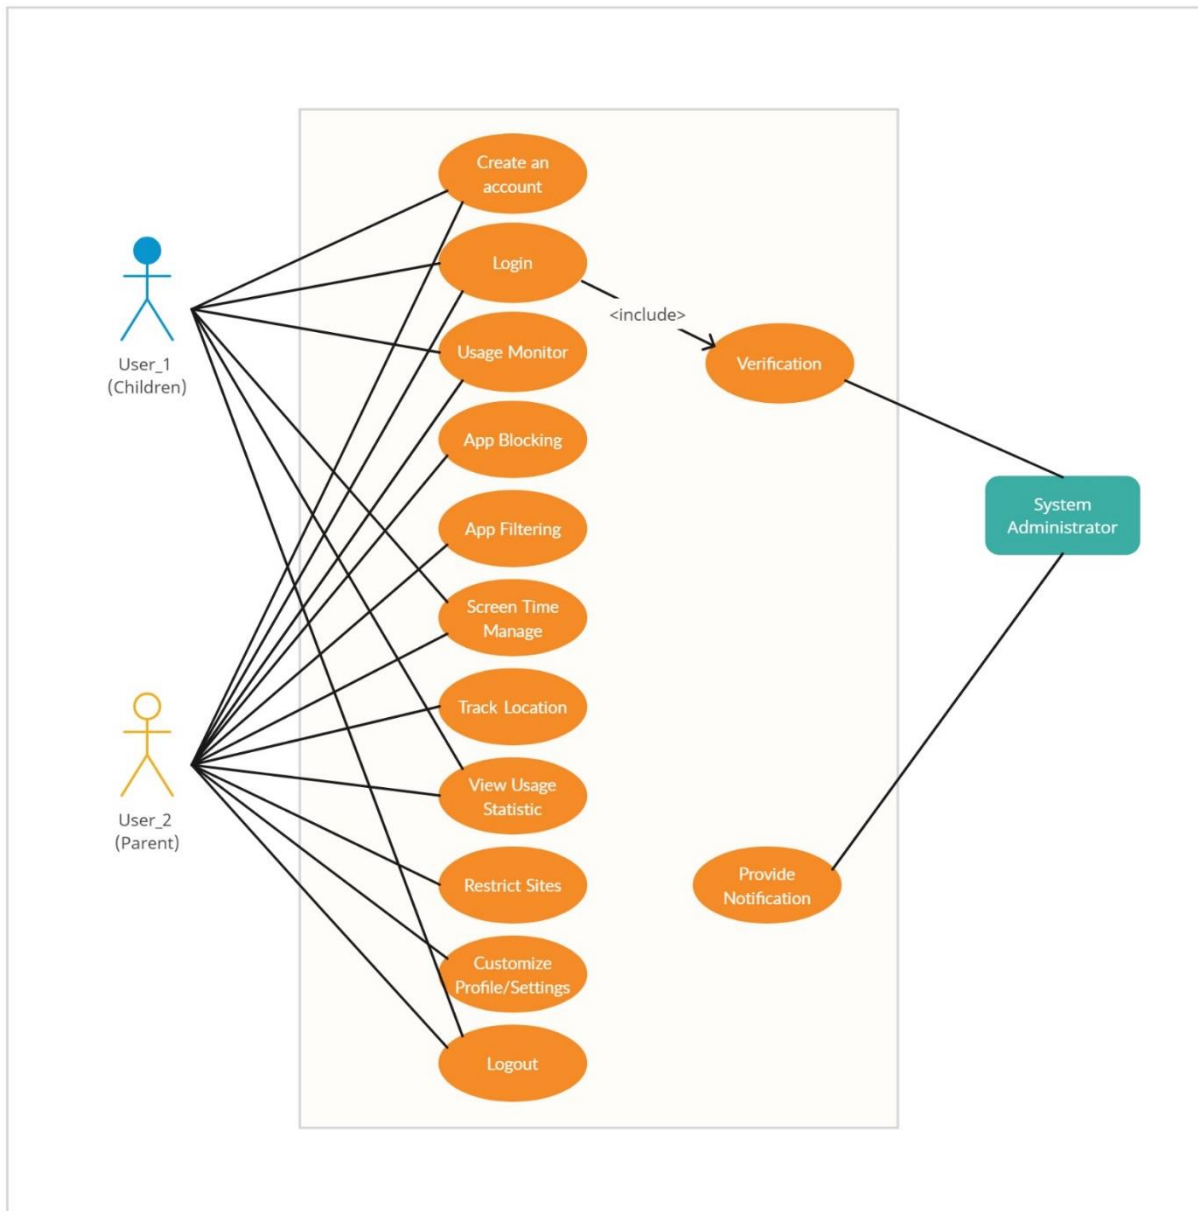 Create an
account
Login
<include>
User_1
(Children)
Usage Monitor
Verification
App Blocking
System
Administrator
App Filtering
Screen Time
Manage
Track Location
View Usage
Statistic
User_2
(Parent)
Restrict Sites
Provide
Notification
Customize
Profile/Settings
Logout